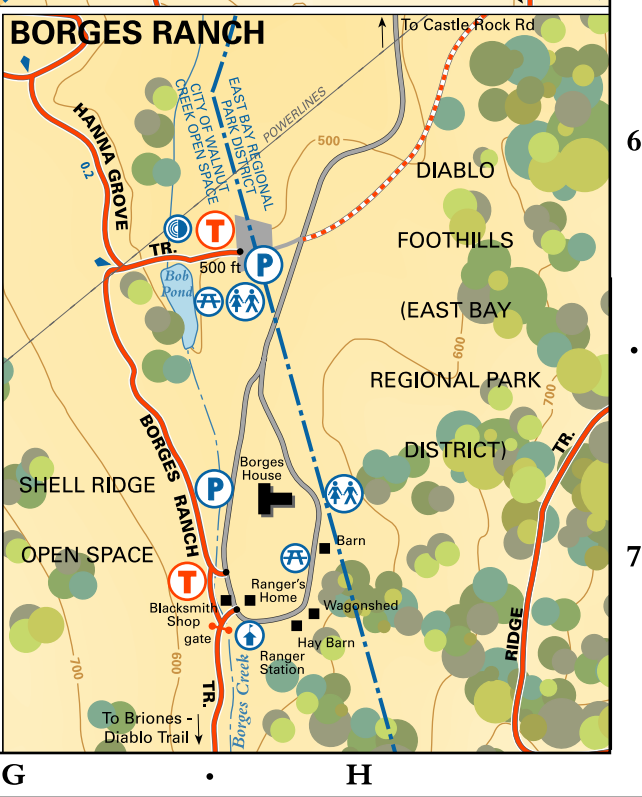 BORGES RANCH
To Castle Rock Rd
6
HANNA GROVE
0.2
CITY OF WALNUT
CREEK OPEN SPACE
EAST BAY REGIONAL
PARK DISTRICT
POWERLINES
500
DIABLO
FOOTHILLS
(EAST BAY
REGIONAL PARK
DISTRICT)
T
TR.
500 ft
P
Bob
Pond
600
700
TR.
BORGES RANCH
P
Borges
House
SHELL RIDGE
OPEN SPACE
Barn
7
T
Ranger's
Home
Blacksmith
Shop
Wagonshed
gate
Hay Barn
Ranger
Station
RIDGE
700
600
TR.
Borges Creek
To Briones -
Diablo Trail
G
H